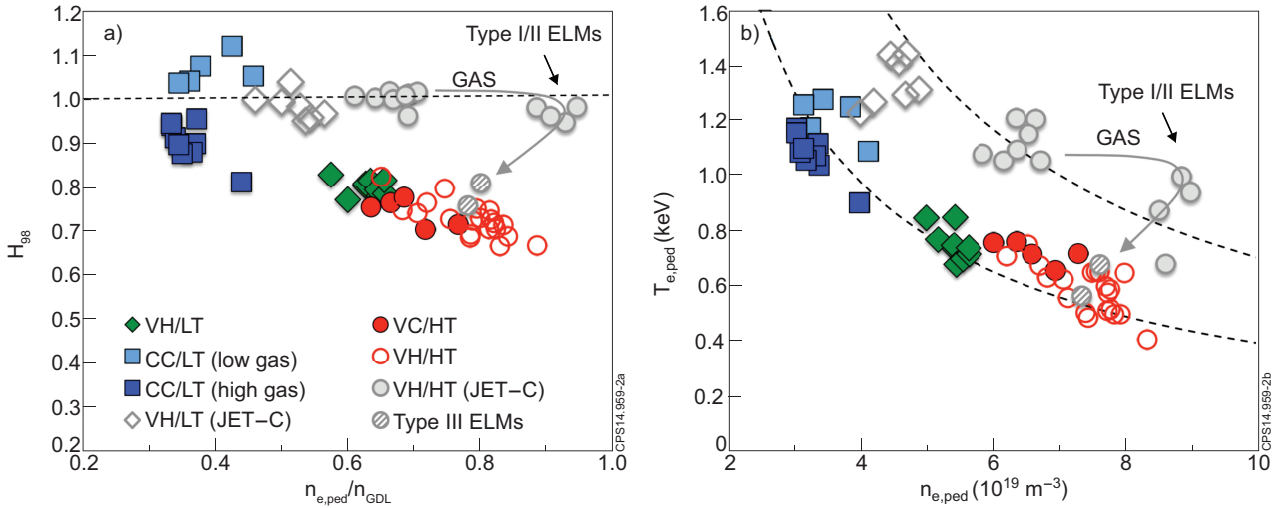 a)
Type I/II ELMs
GAS
1.2
1.1
1.0
0.9
0.8
0.7
0.6
0.5
0.4
0.3
0.2
H98
VH/LT
CC/LT (low gas)
CC/LT (high gas)
VH/LT (JET–C)
VC/HT
VH/HT
VH/HT (JET–C)
Type III ELMs
0.2 0.4 0.6 0.8 1.0
ne,ped/nGDL
CPS14.959-2a
b)
Type I/II ELMs
GAS
1.6
1.4
1.2
1.0
0.8
0.6
0.4
0.2
0
Te,ped (keV)
2 4 6 8 10
ne,ped (10¹⁹ m⁻³)
CPS14.959-2b